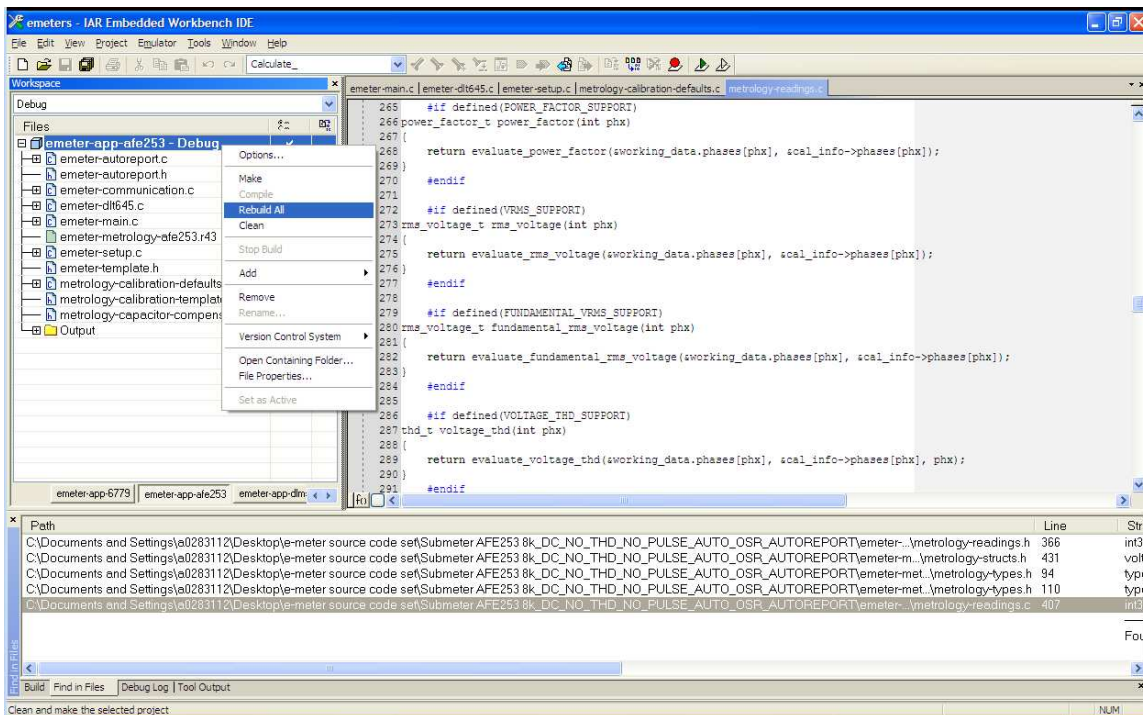 emeters - IAR Embedded Workbench IDE
File Edit View Project Emulator Tools Window Help
Calculate_
Workspace
Debug
Files
emeter-app-afe253 - Debug
emeter-autoreport.c
emeter-autoreport.h
emeter-communication.c
emeter-dlt645.c
emeter-main.c
emeter-metrology-afe253.r43
emeter-setup.c
emeter-template.h
metrology-calibration-defaults
metrology-calibration-templat
metrology-capacitor-compens
Output
Options...
Make
Compile
Rebuild All
Clean
Stop Build
Add
Remove
Rename...
Version Control System
Open Containing Folder...
File Properties...
Set as Active
emeter-app-6779 emeter-app-afe253 emeter-app-dlm
emeter-main.c | emeter-dlt645.c | emeter-setup.c | metrology-calibration-defaults.c metrology-readings.c
265 #if defined(POWER_FACTOR_SUPPORT)
266 power_factor_t power_factor(int phx)
267 {
268 return evaluate_power_factor(&working_data.phases[phx], &cal_info->phases[phx]);
269 }
270 #endif
271
272 #if defined(VRMS_SUPPORT)
273 rms_voltage_t rms_voltage(int phx)
274 {
275 return evaluate_rms_voltage(&working_data.phases[phx], &cal_info->phases[phx]);
276 }
277 #endif
278
279 #if defined(FUNDAMENTAL_VRMS_SUPPORT)
280 rms_voltage_t fundamental_rms_voltage(int phx)
281 {
282 return evaluate_fundamental_rms_voltage(&working_data.phases[phx], &cal_info->phases[phx]);
283 }
284 #endif
285
286 #if defined(VOLTAGE_THD_SUPPORT)
287 thd_t voltage_thd(int phx)
288 {
289 return evaluate_voltage_thd(&working_data.phases[phx], &cal_info->phases[phx], phx);
290 }
291 #endif
f()
Path Line Str
C:\Documents and Settings\a0283112\Desktop\e-meter source code set\Submeter AFE253 8k_DC_NO_THD_NO_PULSE_AUTO_OSR_AUTOREPORT\emeter-...\metrology-readings.h 366 int3
C:\Documents and Settings\a0283112\Desktop\e-meter source code set\Submeter AFE253 8k_DC_NO_THD_NO_PULSE_AUTO_OSR_AUTOREPORT\emeter-m...\metrology-structs.h 431 volt
C:\Documents and Settings\a0283112\Desktop\e-meter source code set\Submeter AFE253 8k_DC_NO_THD_NO_PULSE_AUTO_OSR_AUTOREPORT\emeter-met...\metrology-types.h 94 type
C:\Documents and Settings\a0283112\Desktop\e-meter source code set\Submeter AFE253 8k_DC_NO_THD_NO_PULSE_AUTO_OSR_AUTOREPORT\emeter-met...\metrology-types.h 110 type
C:\Documents and Settings\a0283112\Desktop\e-meter source code set\Submeter AFE253 8k_DC_NO_THD_NO_PULSE_AUTO_OSR_AUTOREPORT\emeter-...\metrology-readings.c 407 int3
Fou
Find in Files
Build Find in Files Debug Log Tool Output
Clean and make the selected project NUM